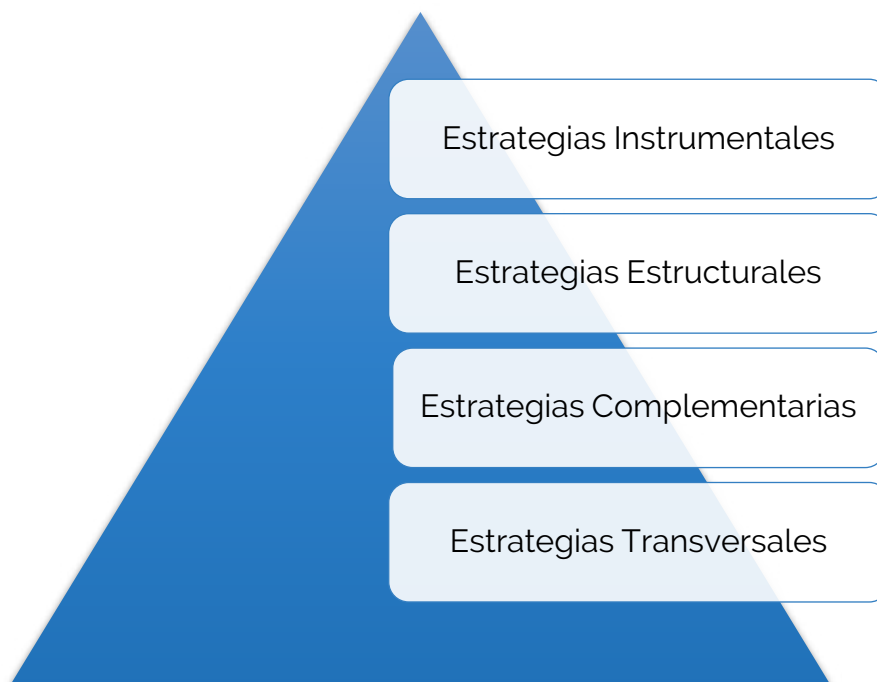 Estrategias Instrumentales
Estrategias Estructurales
Estrategias Complementarias
Estrategias Transversales